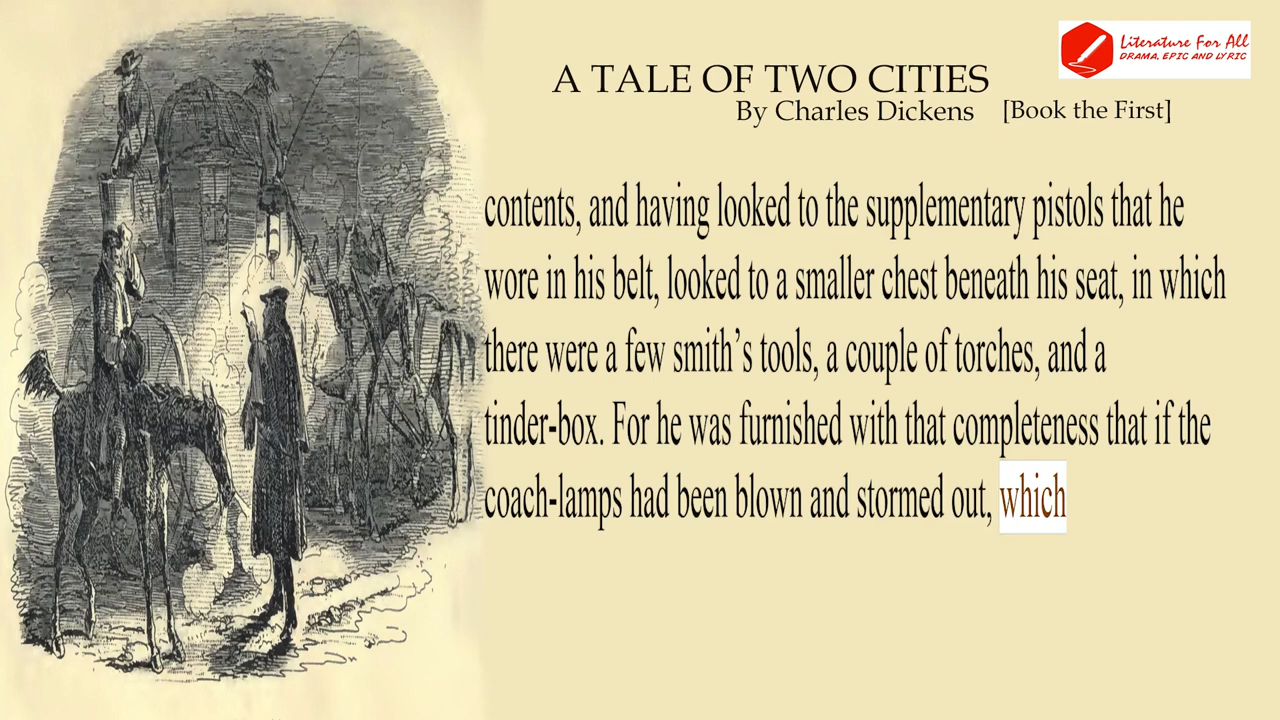 Literature For All
DRAMA, EPIC AND LYRIC
A TALE OF TWO CITIES
By Charles Dickens [Book the First]
contents, and having looked to the supplementary pistols that he
wore in his belt, looked to a smaller chest beneath his seat, in which
there were a few smith’s tools, a couple of torches, and a
tinder-box. For he was furnished with that completeness that if the
coach-lamps had been blown and stormed out, which